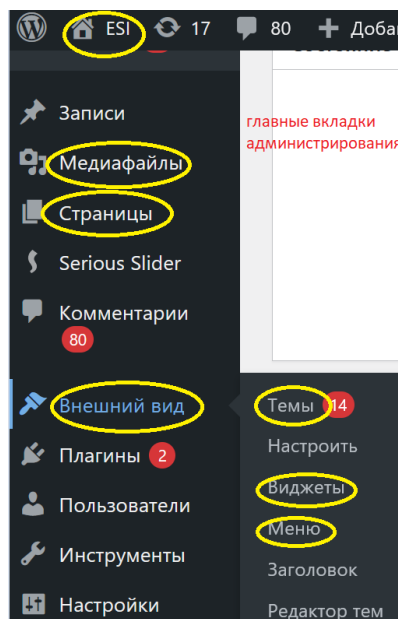 ESI 17 80 Доба
Записи
главные вкладки
администрирования
Медиафайлы
Страницы
Serious Slider
Комментарии
80
Внешний вид
Темы 14
Настроить
Плагины 2
Виджеты
Пользователи
Меню
Инструменты
Заголовок
Настройки
Редактор тем